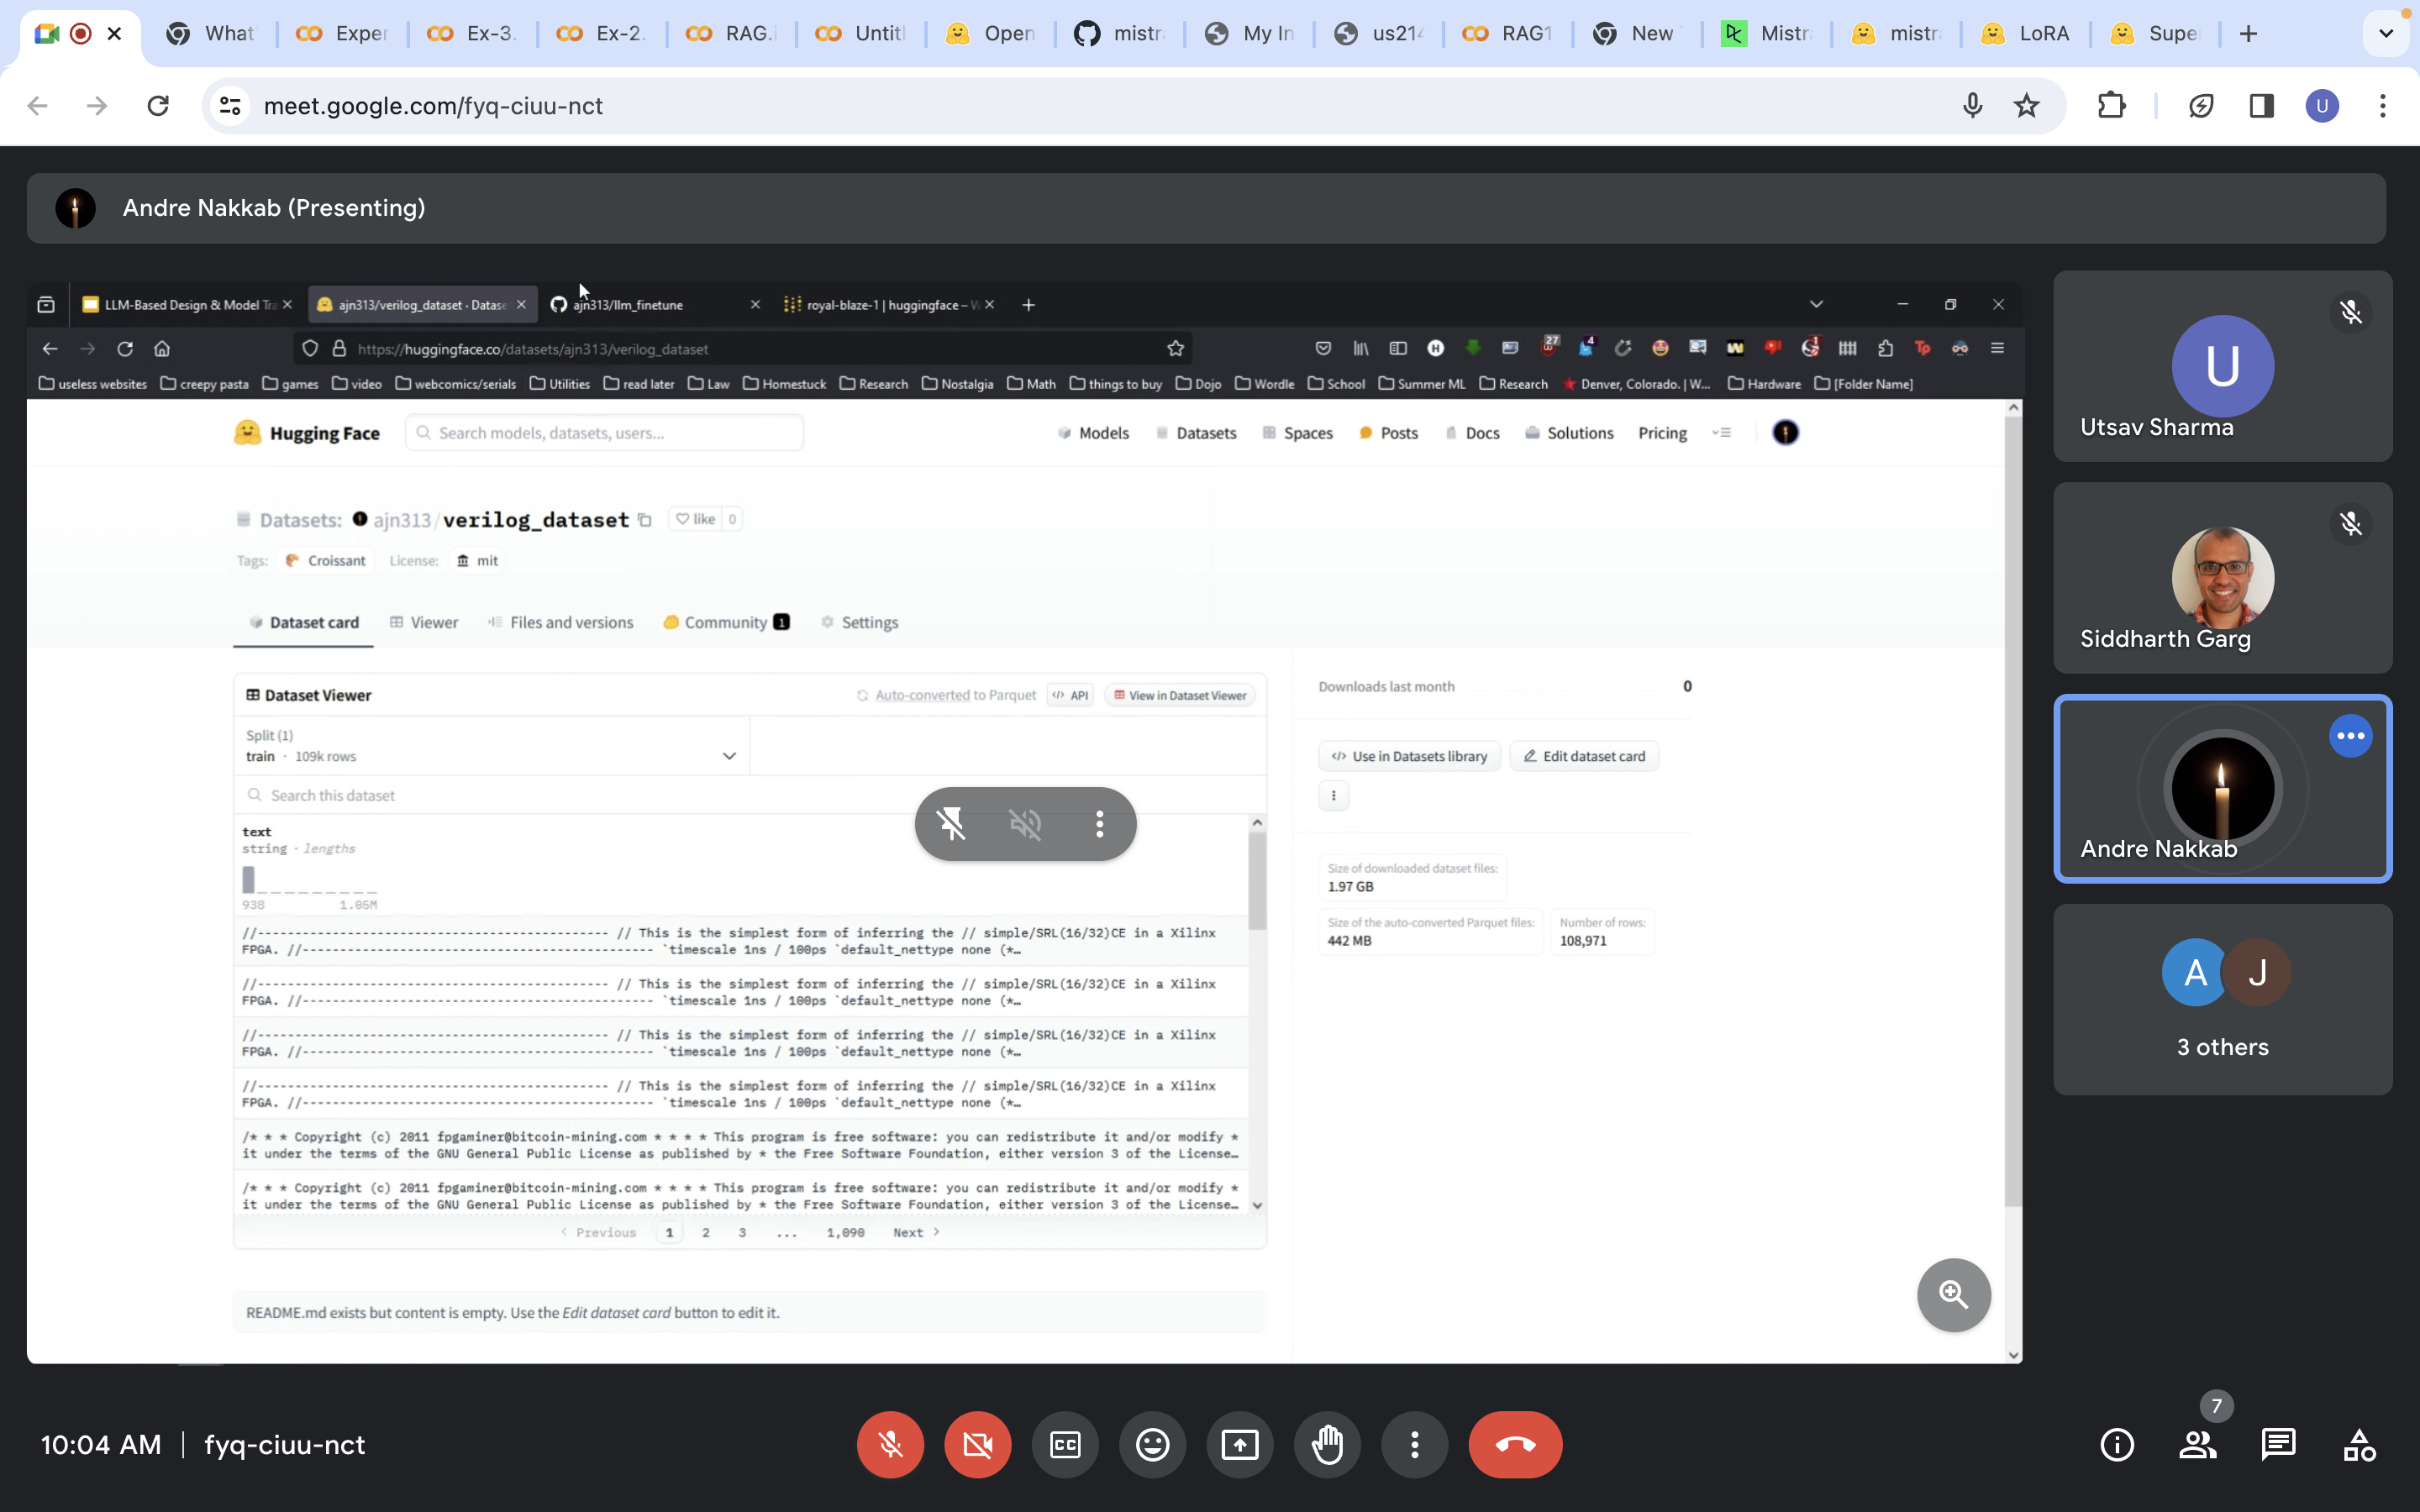 What'
Exper
Ex-3.
Ex-2.
RAG.i
Untitl
Open
mistr
My In
us214
RAG1
New
Mistr
mistr
LoRA
Supe
meet.google.com/fyq-ciuu-nct
U
Andre Nakkab (Presenting)
LLM-Based Design & Model Tra
ajn313/verilog_dataset · Datase
ajn313/llm_finetune
royal-blaze-1 | huggingface – W
https://huggingface.co/datasets/ajn313/verilog_dataset
27
4
1
useless websites
creepy pasta
games
video
webcomics/serials
Utilities
read later
Law
Homestuck
Research
Nostalgia
Math
things to buy
Dojo
Wordle
School
Summer ML
Research
Denver, Colorado. | W...
Hardware
[Folder Name]
Hugging Face
Search models, datasets, users...
Models
Datasets
Spaces
Posts
Docs
Solutions
Pricing
Datasets: ajn313/verilog_dataset
like 0
Tags: Croissant License: mit
Dataset card
Viewer
Files and versions
Community 1
Settings
Dataset Viewer
Auto-converted to Parquet
API
View in Dataset Viewer
Split (1)
train · 109k rows
Search this dataset
text
string · lengths
938 1.05M
//----------------------------------------------- // This is the simplest form of inferring the // simple/SRL(16/32)CE in a Xilinx
FPGA. //----------------------------------------------- `timescale 1ns / 100ps `default_nettype none (*…
//----------------------------------------------- // This is the simplest form of inferring the // simple/SRL(16/32)CE in a Xilinx
FPGA. //----------------------------------------------- `timescale 1ns / 100ps `default_nettype none (*…
//----------------------------------------------- // This is the simplest form of inferring the // simple/SRL(16/32)CE in a Xilinx
FPGA. //----------------------------------------------- `timescale 1ns / 100ps `default_nettype none (*…
//----------------------------------------------- // This is the simplest form of inferring the // simple/SRL(16/32)CE in a Xilinx
FPGA. //----------------------------------------------- `timescale 1ns / 100ps `default_nettype none (*…
/* * * Copyright (c) 2011 fpgaminer@bitcoin-mining.com * * * * This program is free software: you can redistribute it and/or modify *
it under the terms of the GNU General Public License as published by * the Free Software Foundation, either version 3 of the License…
/* * * Copyright (c) 2011 fpgaminer@bitcoin-mining.com * * * * This program is free software: you can redistribute it and/or modify *
it under the terms of the GNU General Public License as published by * the Free Software Foundation, either version 3 of the License…
< Previous 1 2 3 ... 1,090 Next >
README.md exists but content is empty. Use the Edit dataset card button to edit it.
Downloads last month 0
Use in Datasets library
Edit dataset card
Size of downloaded dataset files:
1.97 GB
Size of the auto-converted Parquet files:
442 MB
Number of rows:
108,971
U
Utsav Sharma
Siddharth Garg
Andre Nakkab
A J
3 others
10:04 AM | fyq-ciuu-nct
CC
7